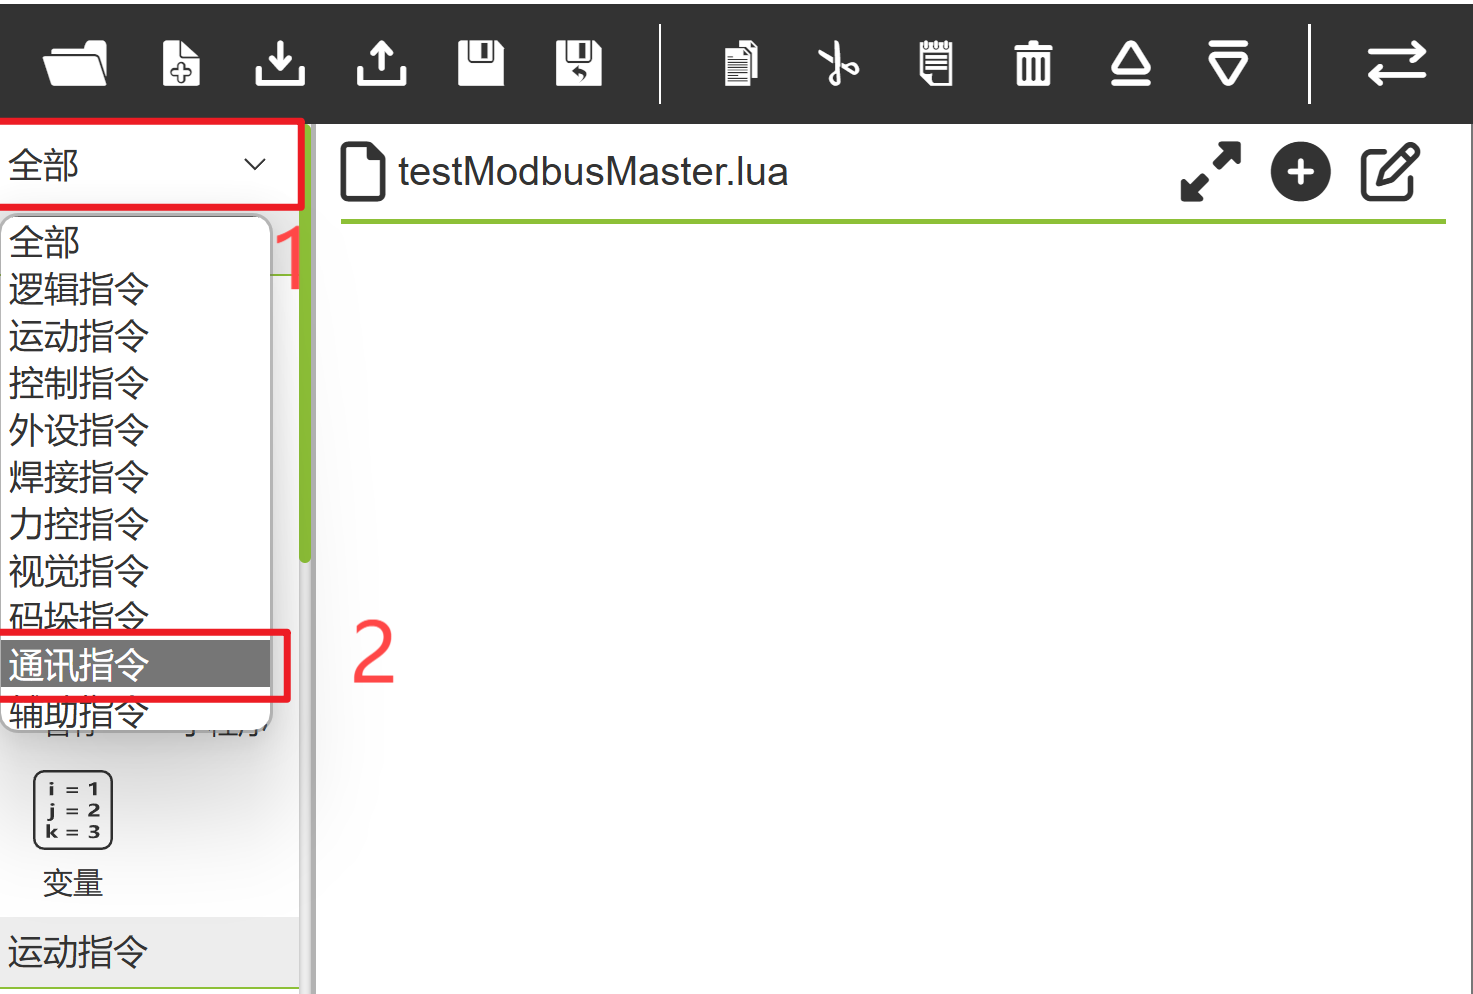 全部
testModbusMaster.lua
1
全部
逻辑指令
运动指令
控制指令
外设指令
焊接指令
力控指令
视觉指令
码垛指令
通讯指令
2
辅助指令
i = 1
j = 2
k = 3
变量
运动指令